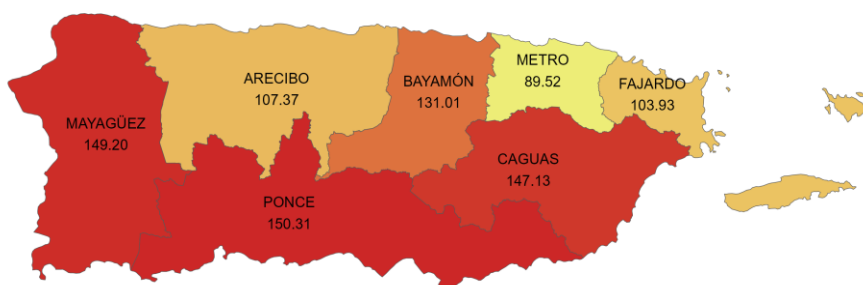 METRO
89.52
ARECIBO
107.37
BAYAMÓN
131.01
FAJARDO
103.93
MAYAGÜEZ
149.20
CAGUAS
147.13
PONCE
150.31